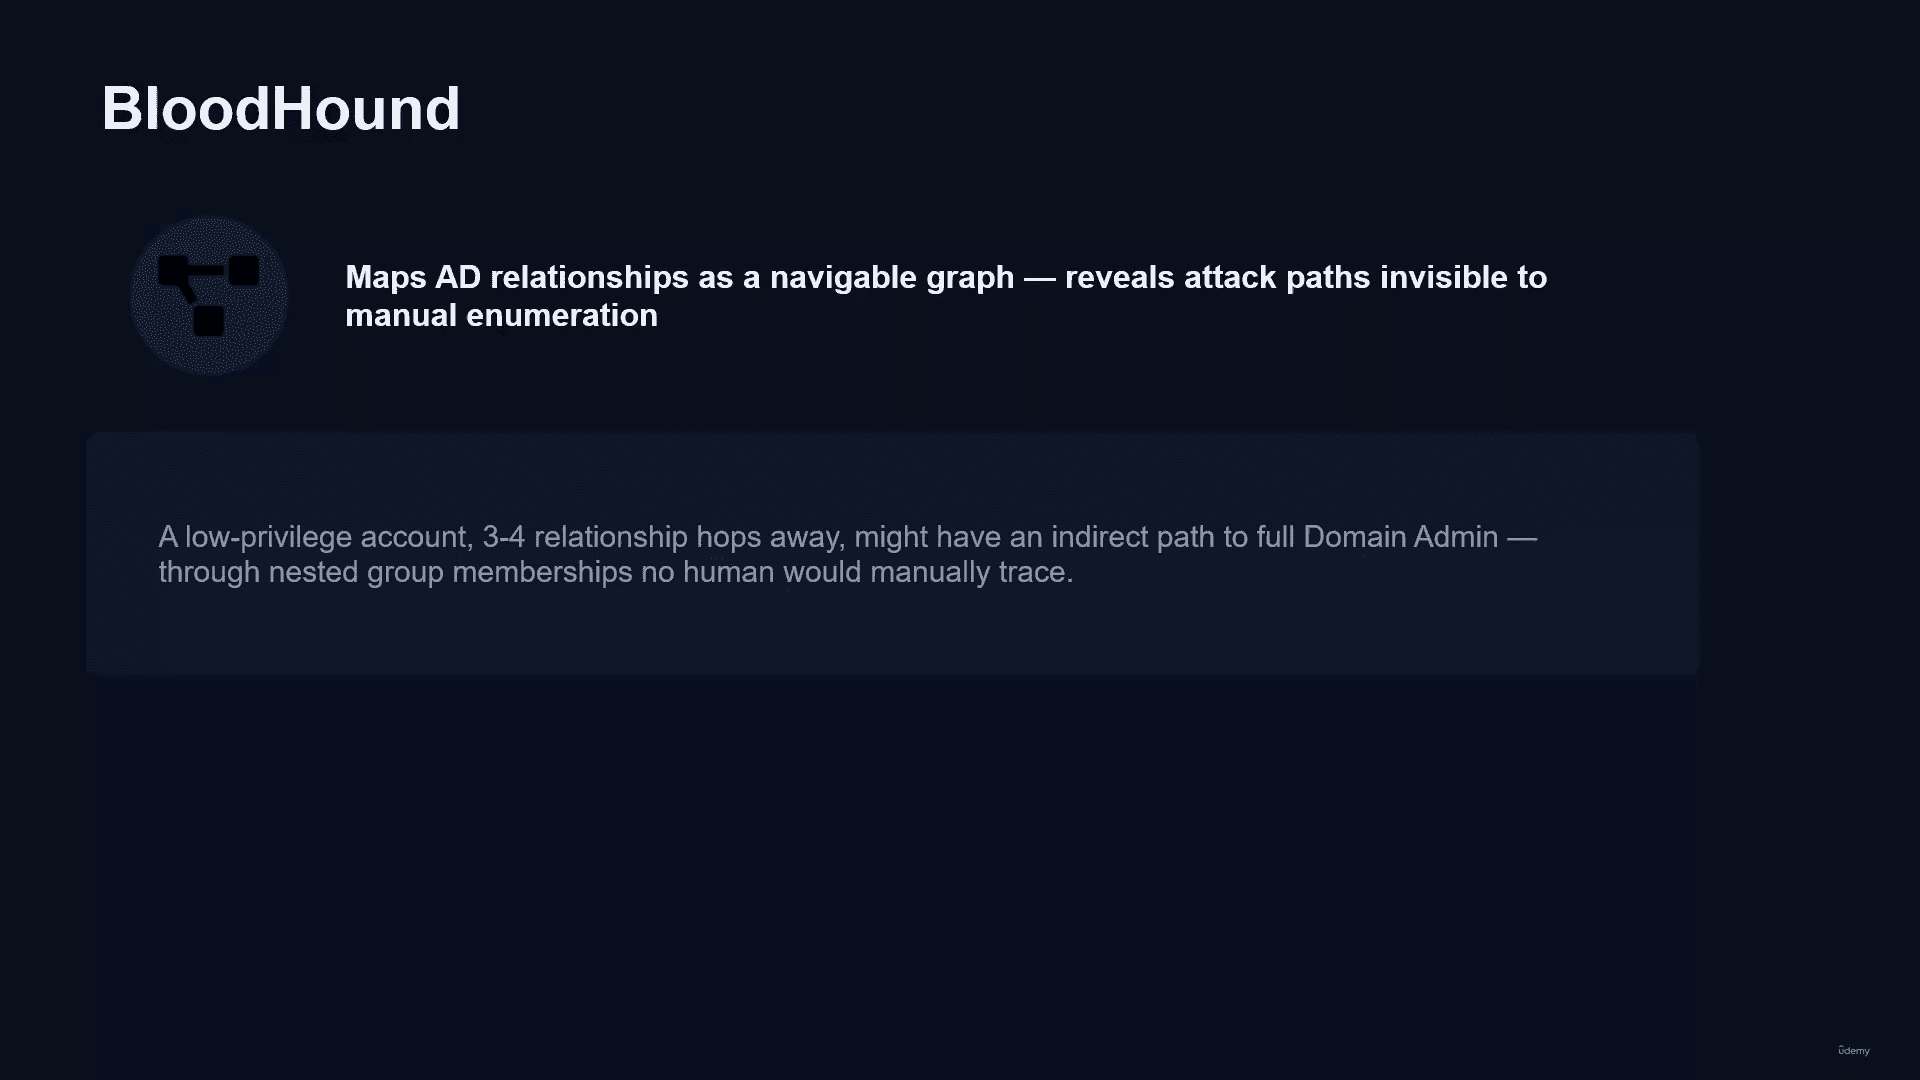 BloodHound
Maps AD relationships as a navigable graph — reveals attack paths invisible to
manual enumeration
A low-privilege account, 3-4 relationship hops away, might have an indirect path to full Domain Admin —
through nested group memberships no human would manually trace.
ûdemy